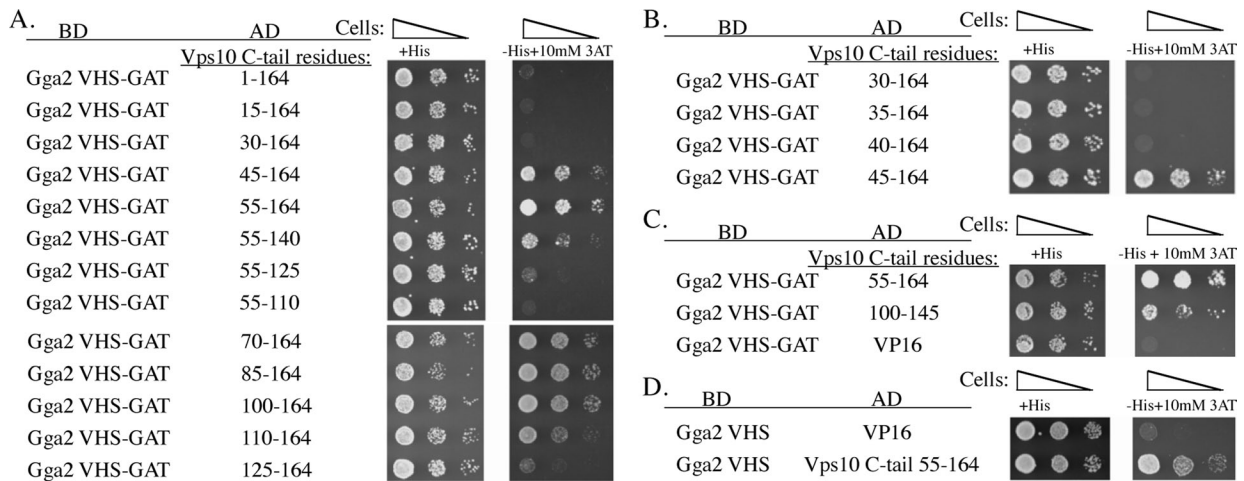 A.
Cells:
BD AD
+His -His+10mM 3AT
Vps10 C-tail residues:
Gga2 VHS-GAT 1-164
Gga2 VHS-GAT 15-164
Gga2 VHS-GAT 30-164
Gga2 VHS-GAT 45-164
Gga2 VHS-GAT 55-164
Gga2 VHS-GAT 55-140
Gga2 VHS-GAT 55-125
Gga2 VHS-GAT 55-110
Gga2 VHS-GAT 70-164
Gga2 VHS-GAT 85-164
Gga2 VHS-GAT 100-164
Gga2 VHS-GAT 110-164
Gga2 VHS-GAT 125-164
B.
Cells:
BD AD
+His -His+10mM 3AT
Vps10 C-tail residues:
Gga2 VHS-GAT 30-164
Gga2 VHS-GAT 35-164
Gga2 VHS-GAT 40-164
Gga2 VHS-GAT 45-164
C.
Cells:
BD AD
+His -His + 10mM 3AT
Vps10 C-tail residues:
Gga2 VHS-GAT 55-164
Gga2 VHS-GAT 100-145
Gga2 VHS-GAT VP16
D.
Cells:
BD AD
+His -His+10mM 3AT
Gga2 VHS VP16
Gga2 VHS Vps10 C-tail 55-164